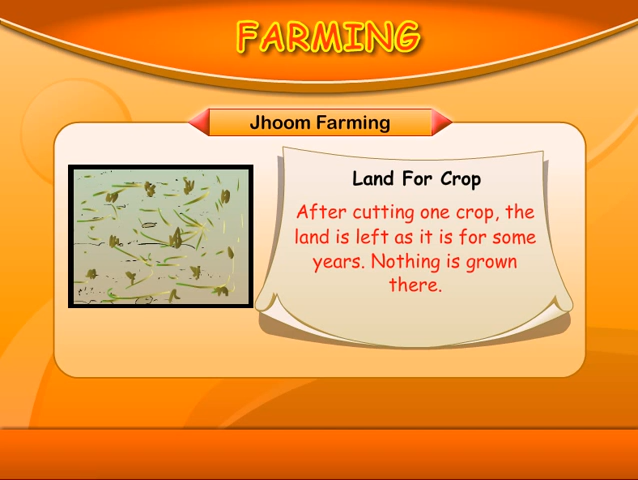 FARMING
Jhoom Farming
Land For Crop
After cutting one crop, the
land is left as it is for some
years. Nothing is grown
there.